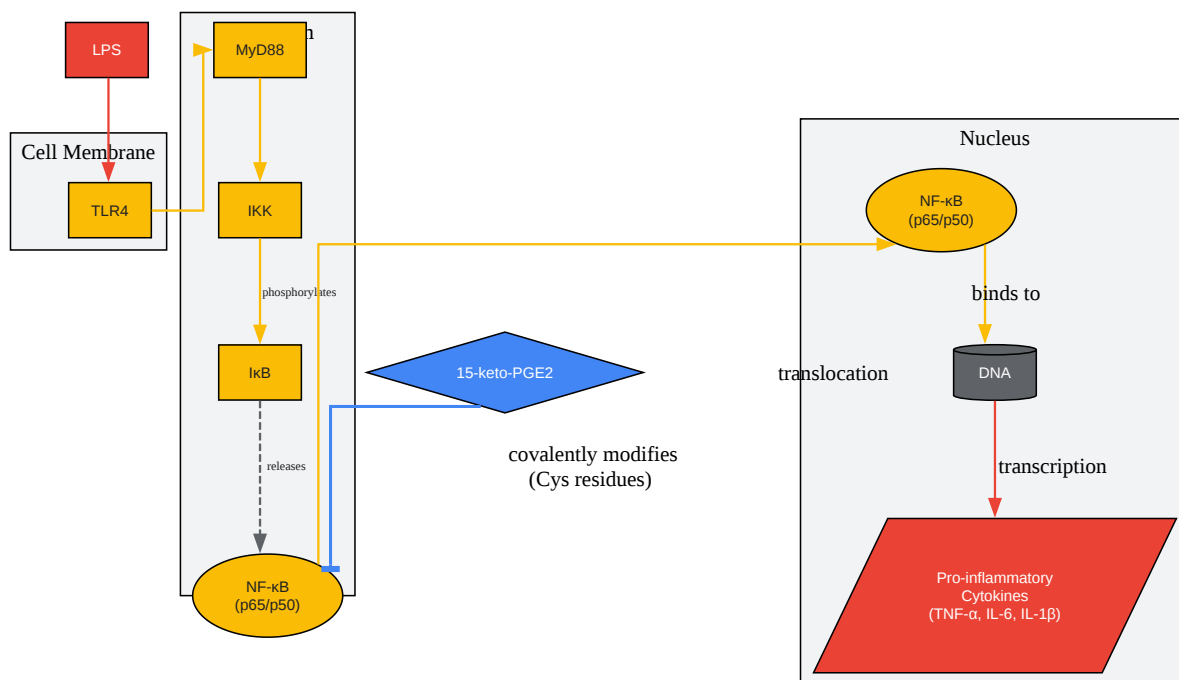 LPS
MyD88
Cell Membrane
TLR4
IKK
phosphorylates
IκB
releases
NF-κB
(p65/p50)
15-keto-PGE2
covalently modifies
(Cys residues)
translocation
Nucleus
NF-κB
(p65/p50)
binds to
DNA
transcription
Pro-inflammatory
Cytokines
(TNF-α, IL-6, IL-1β)